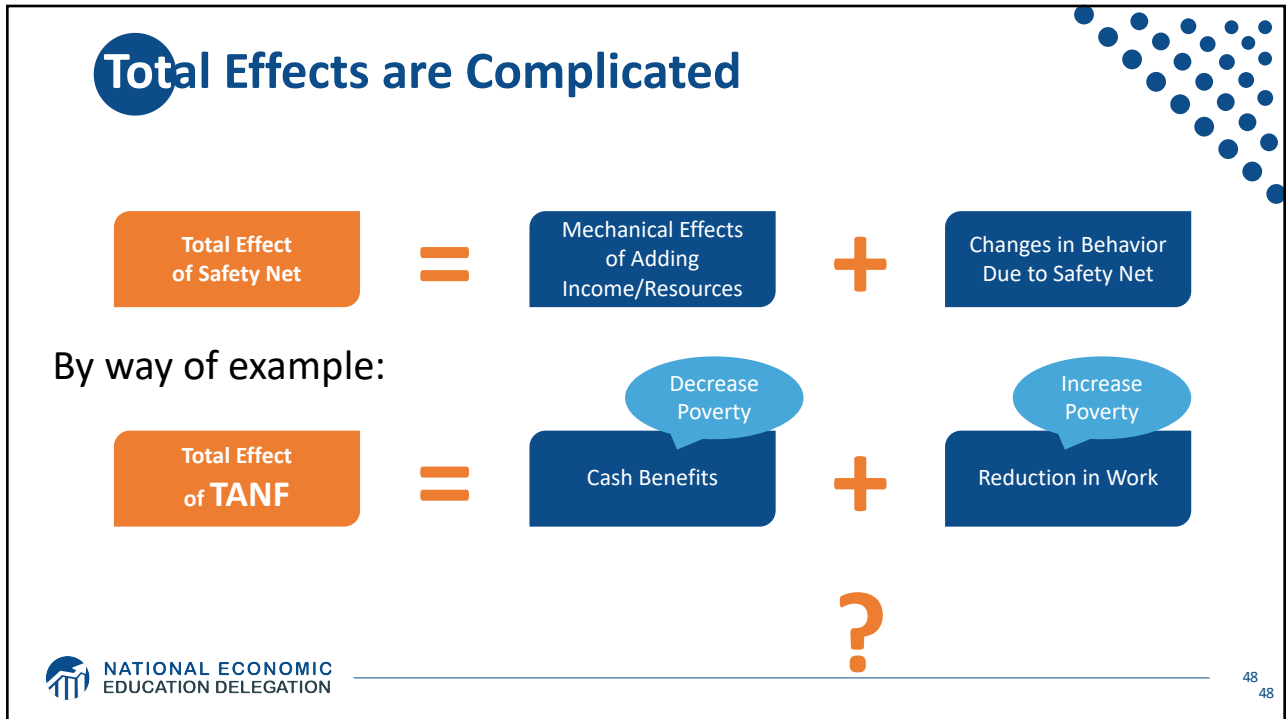 Total Effects are Complicated
Total Effect
of Safety Net
=
Mechanical Effects
of Adding
Income/Resources
+
Changes in Behavior
Due to Safety Net
By way of example:
Decrease
Poverty
Increase
Poverty
Total Effect
of TANF
=
Cash Benefits
+
Reduction in Work
?
NATIONAL ECONOMIC
EDUCATION DELEGATION
48
48